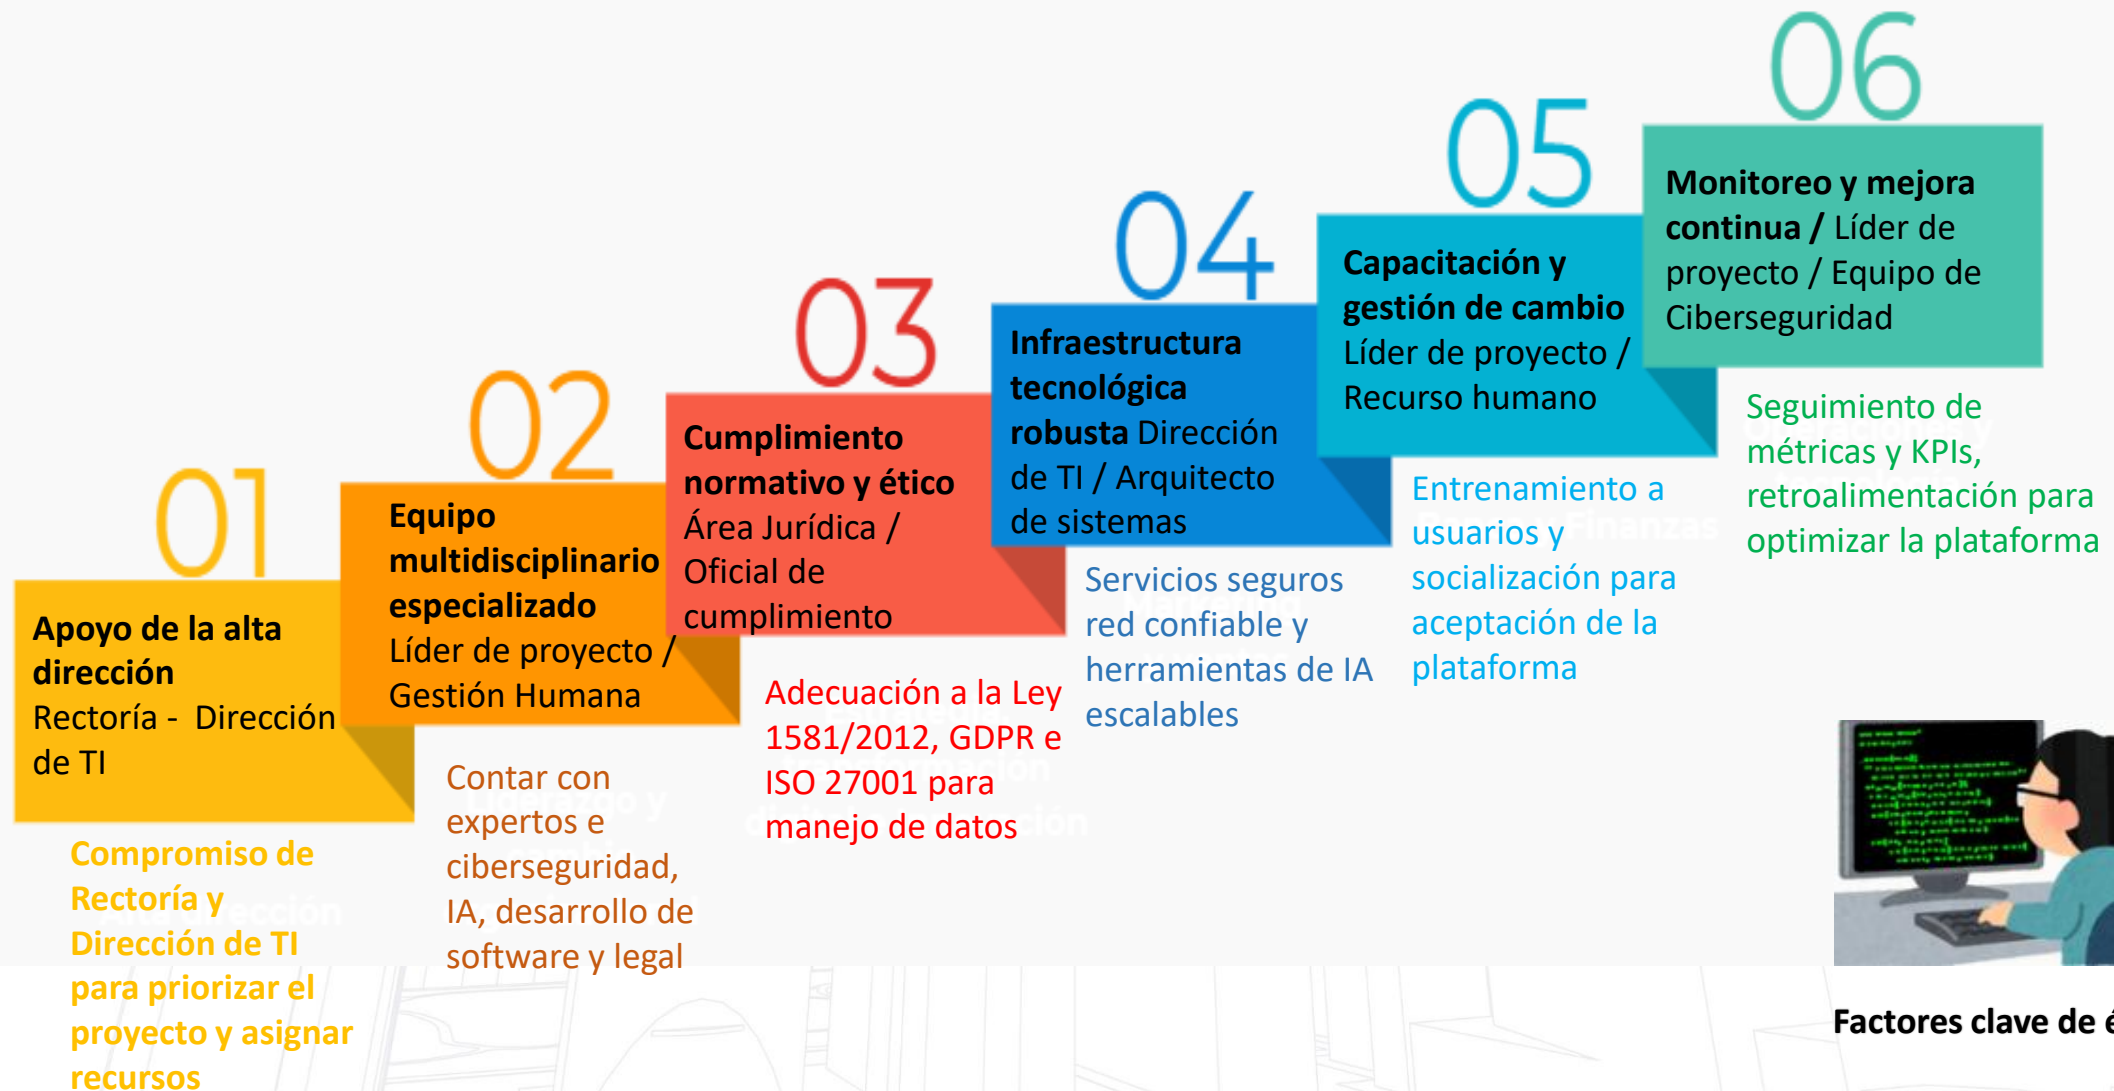 01
Apoyo de la alta
dirección
Rectoría - Dirección
de TI
Compromiso de
Rectoría y
Dirección de TI
para priorizar el
proyecto y asignar
recursos
02
Equipo
multidisciplinario
especializado
Líder de proyecto /
Gestión Humana
Contar con
expertos e
ciberseguridad,
IA, desarrollo de
software y legal
03
Cumplimiento
normativo y ético
Área Jurídica /
Oficial de
cumplimiento
Adecuación a la Ley
1581/2012, GDPR e
ISO 27001 para
manejo de datos
04
Infraestructura
tecnológica
robusta Dirección
de TI / Arquitecto
de sistemas
Servicios seguros
red confiable y
herramientas de IA
escalables
05
Capacitación y
gestión de cambio
Líder de proyecto /
Recurso humano
Entrenamiento a
usuarios y
socialización para
aceptación de la
plataforma
06
Monitoreo y mejora
continua / Líder de
proyecto / Equipo de
Ciberseguridad
Seguimiento de
métricas y KPIs,
retroalimentación para
optimizar la plataforma
Factores clave de é